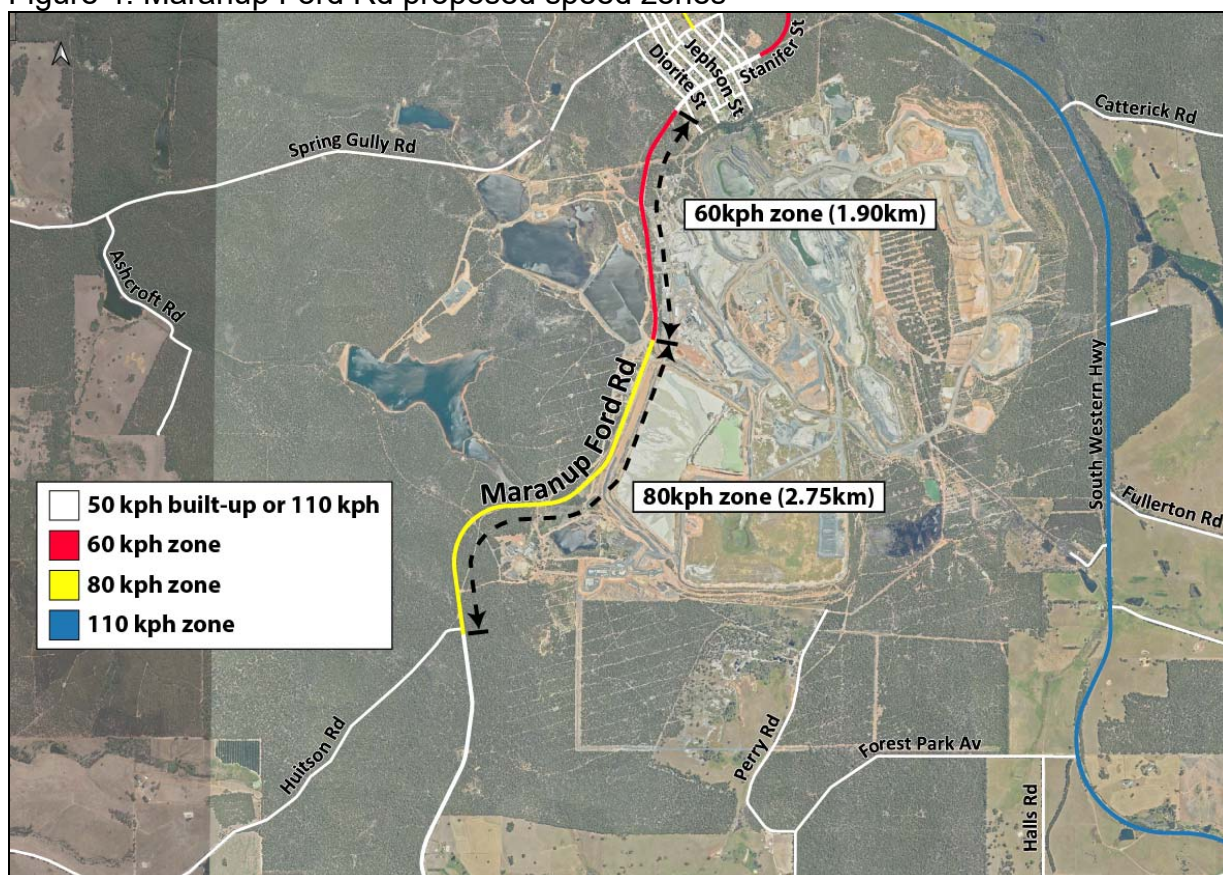 Figure 4: Maranup Ford Rd proposed speed zones
Diorite St
Jephson St
Stanifer St
Catterick Rd
Spring Gully Rd
60kph zone (1.90km)
Ashcroft Rd
Maranup Ford Rd
South Western Hwy
80kph zone (2.75km)
Fullerton Rd
50 kph built-up or 110 kph
60 kph zone
80 kph zone
110 kph zone
Huitson Rd
Perry Rd
Forest Park Av
Halls Rd